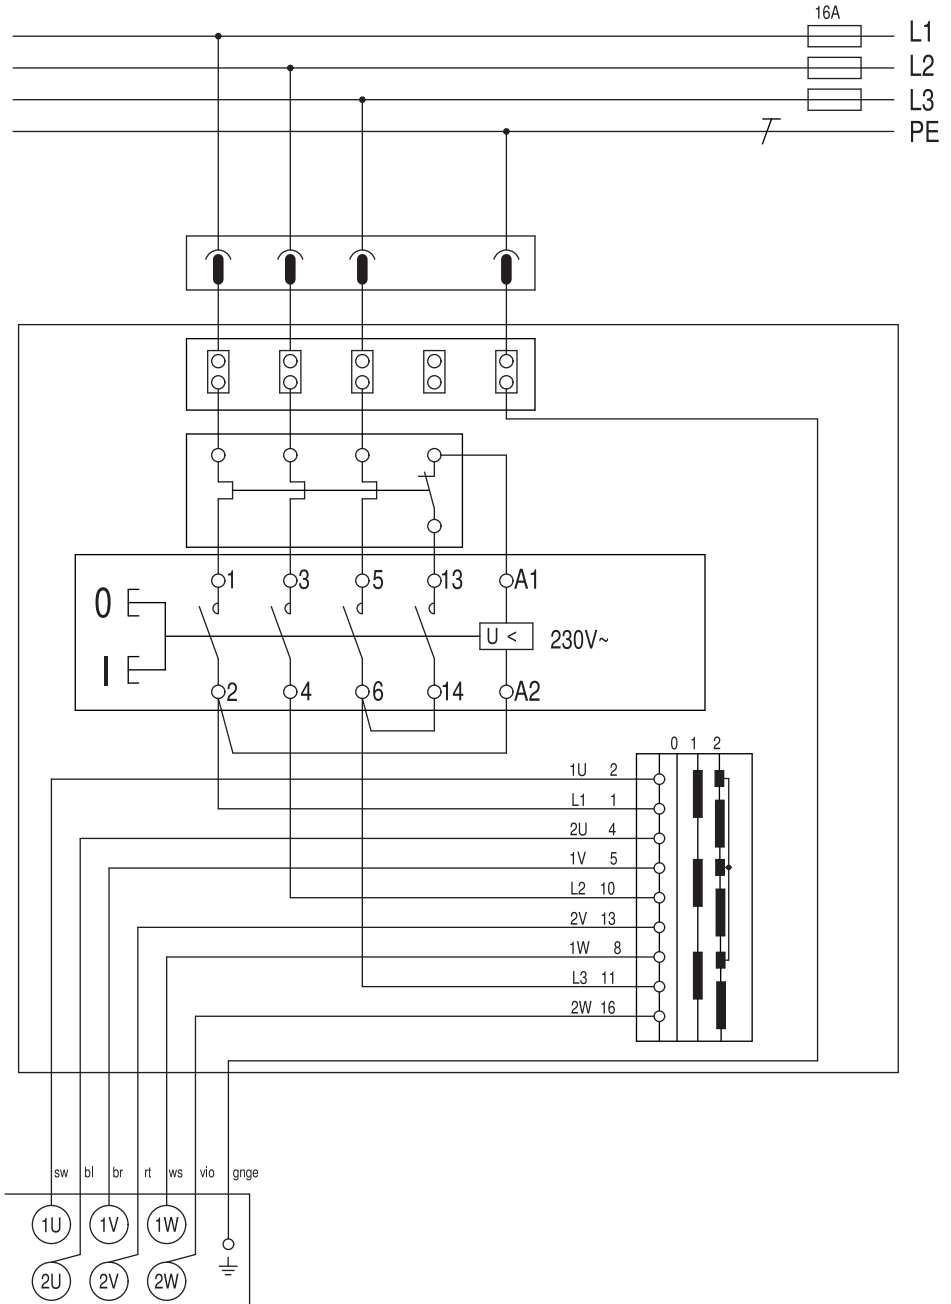 16A
L1
L2
L3
PE
1 3 5 13 A1
0
U < 230V~
I
2 4 6 14 A2
0 1 2
1U 2
L1 1
2U 4
1V 5
L2 10
2V 13
1W 8
L3 11
2W 16
sw bl br rt ws vio gnge
1U 1V 1W
2U 2V 2W